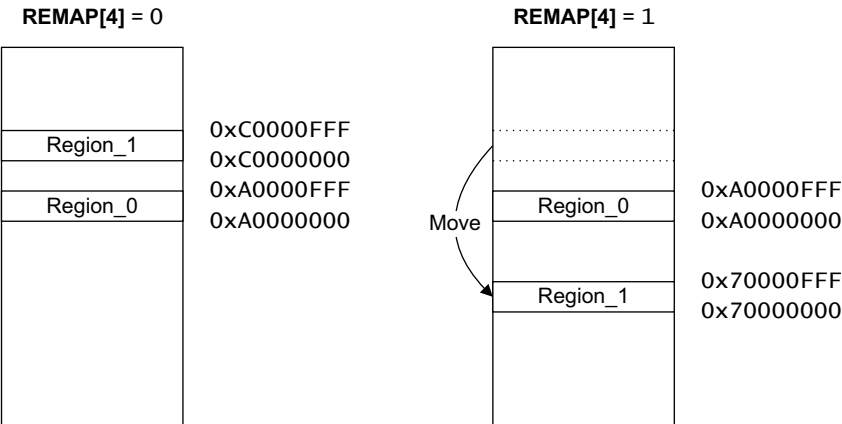 REMAP[4] = 0
Region_1
0xC0000FFF
0xC0000000
Region_0
0xA0000FFF
0xA0000000
REMAP[4] = 1
Move
Region_0
0xA0000FFF
0xA0000000
Region_1
0x70000FFF
0x70000000